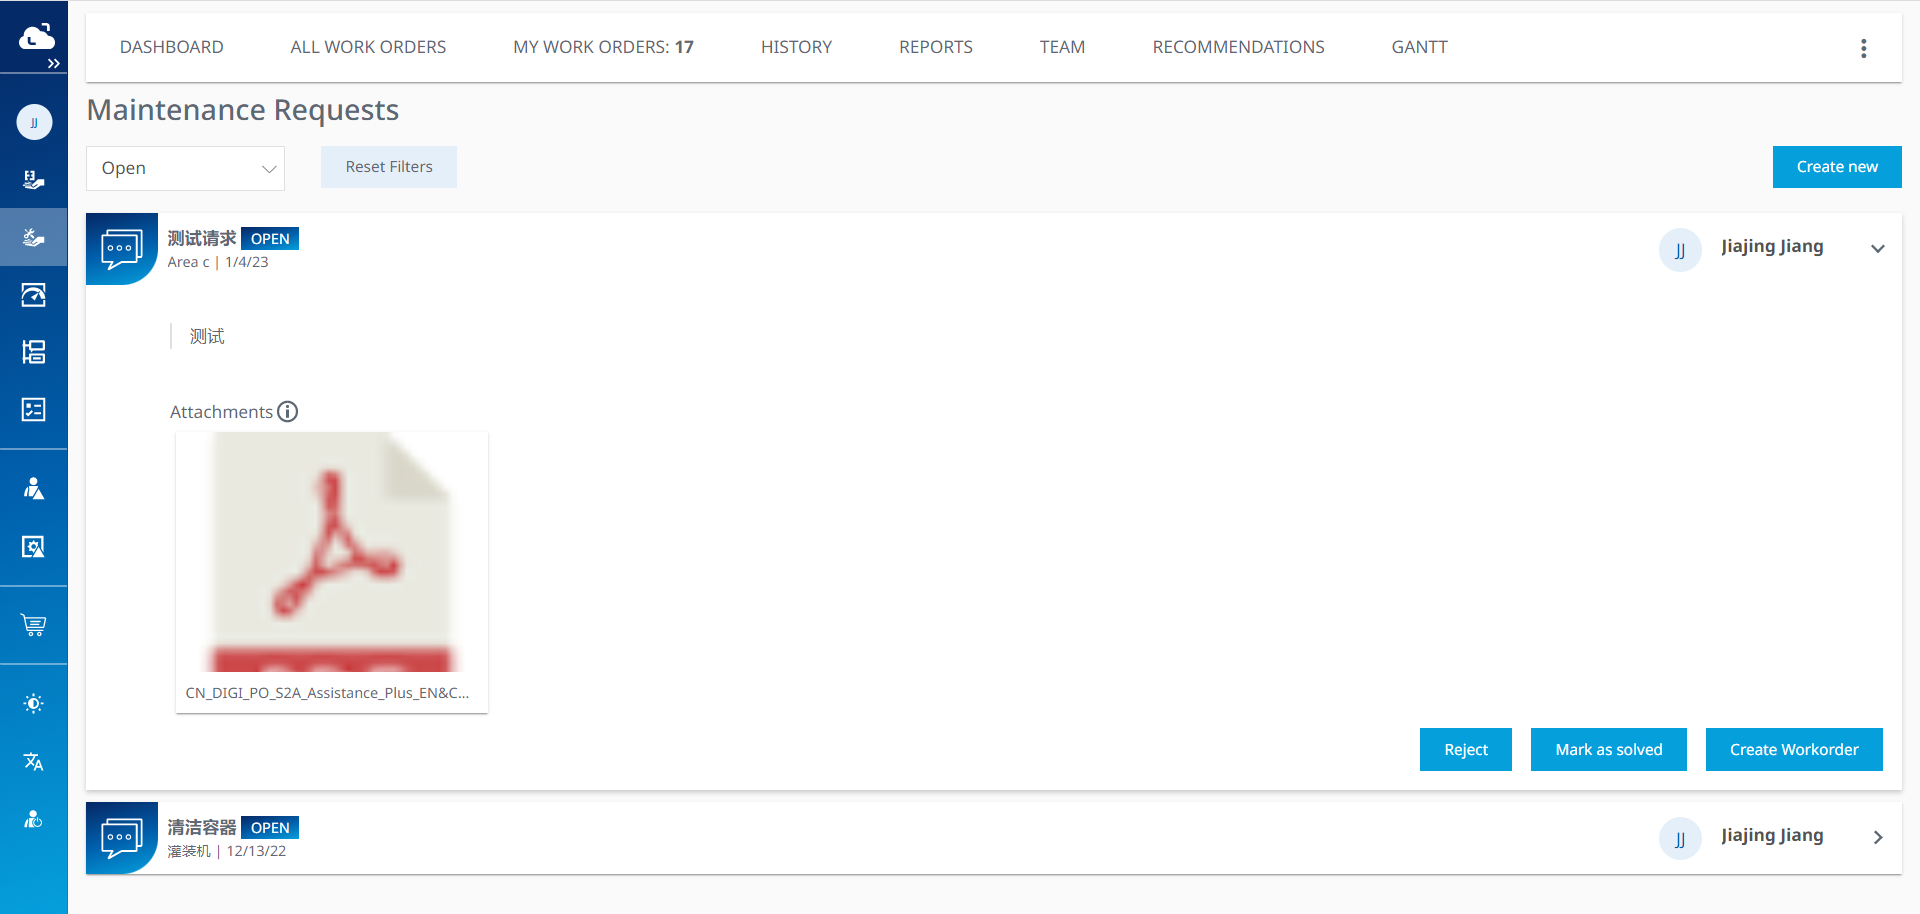 DASHBOARD ALL WORK ORDERS MY WORK ORDERS: 17 HISTORY REPORTS TEAM RECOMMENDATIONS GANTT
Maintenance Requests
JJ
Open Reset Filters Create new
测试请求 OPEN
Area c | 1/4/23
JJ Jiajing Jiang
测试
Attachments
CN_DIGI_PO_S2A_Assistance_Plus_EN&C...
Reject Mark as solved Create Workorder
清洁容器 OPEN
灌装机 | 12/13/22
JJ Jiajing Jiang